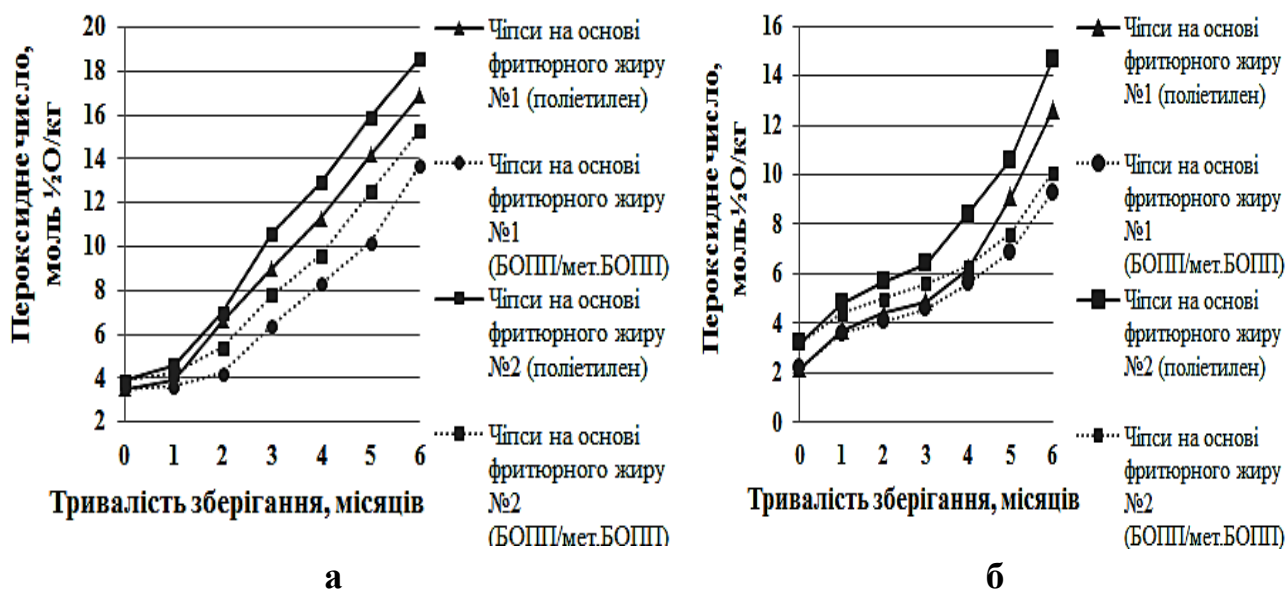 Пероксидне число,
моль ½О/кг
20
18
16
14
12
10
8
6
4
2
0 1 2 3 4 5 6
Тривалість зберігання, місяців
Чіпси на основі
фритюрного жиру
№1 (поліетилен)
Чіпси на основі
фритюрного жиру
№1
(БОПП/мет.БОПП)
Чіпси на основі
фритюрного жиру
№2 (поліетилен)
Чіпси на основі
фритюрного жиру
№2
(БОПП/мет.БОПП)
а
Пероксидне число,
моль½О/кг
16
14
12
10
8
6
4
2
0
0 1 2 3 4 5 6
Тривалість зберігання, місяців
Чіпси на основі
фритюрного жиру
№1 (поліетилен)
Чіпси на основі
фритюрного жиру
№1
(БОПП/мет.БОПП)
Чіпси на основі
фритюрного жиру
№2 (поліетилен)
Чіпси на основі
фритюрного жиру
№2
(БОПП/мет.БОПП)
б